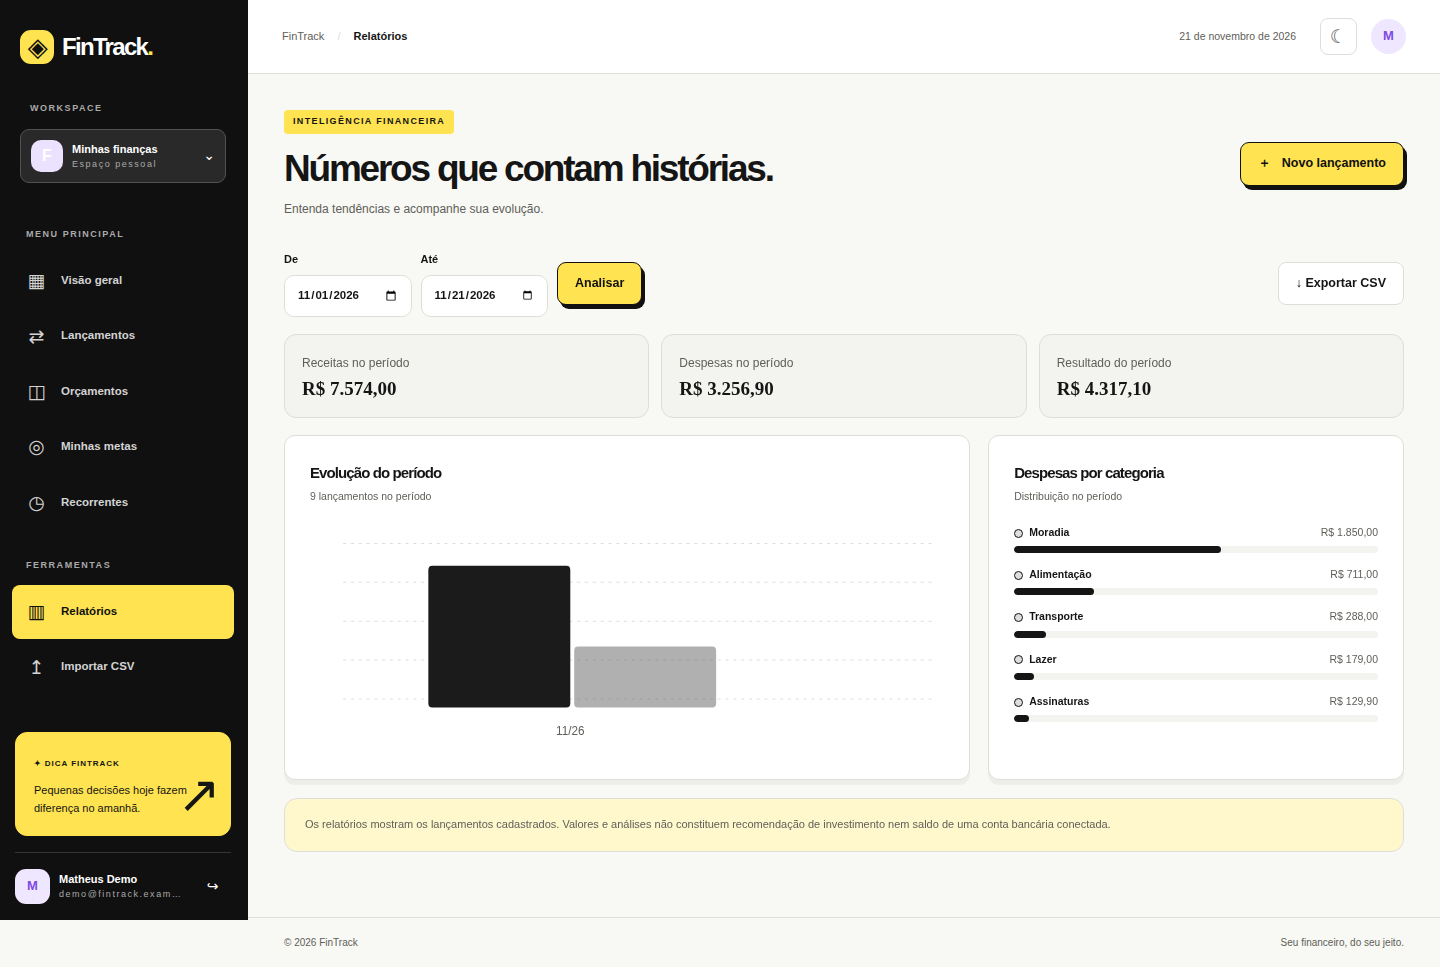 FinTrack.
WORKSPACE
F
Minhas finanças
Espaço pessoal
MENU PRINCIPAL
Visão geral
Lançamentos
Orçamentos
Minhas metas
Recorrentes
FERRAMENTAS
Relatórios
Importar CSV
✦ DICA FINTRACK
Pequenas decisões hoje fazem
diferença no amanhã.
M
Matheus Demo
demo@fintrack.exam…
FinTrack / Relatórios
21 de novembro de 2026
M
INTELIGÊNCIA FINANCEIRA
Números que contam histórias.
Entenda tendências e acompanhe sua evolução.
+ Novo lançamento
De
11/01/2026
Até
11/21/2026
Analisar
↓ Exportar CSV
Receitas no período
R$ 7.574,00
Despesas no período
R$ 3.256,90
Resultado do período
R$ 4.317,10
Evolução do período
9 lançamentos no período
11/26
Despesas por categoria
Distribuição no período
Moradia R$ 1.850,00
Alimentação R$ 711,00
Transporte R$ 288,00
Lazer R$ 179,00
Assinaturas R$ 129,90
Os relatórios mostram os lançamentos cadastrados. Valores e análises não constituem recomendação de investimento nem saldo de uma conta bancária conectada.
© 2026 FinTrack
Seu financeiro, do seu jeito.